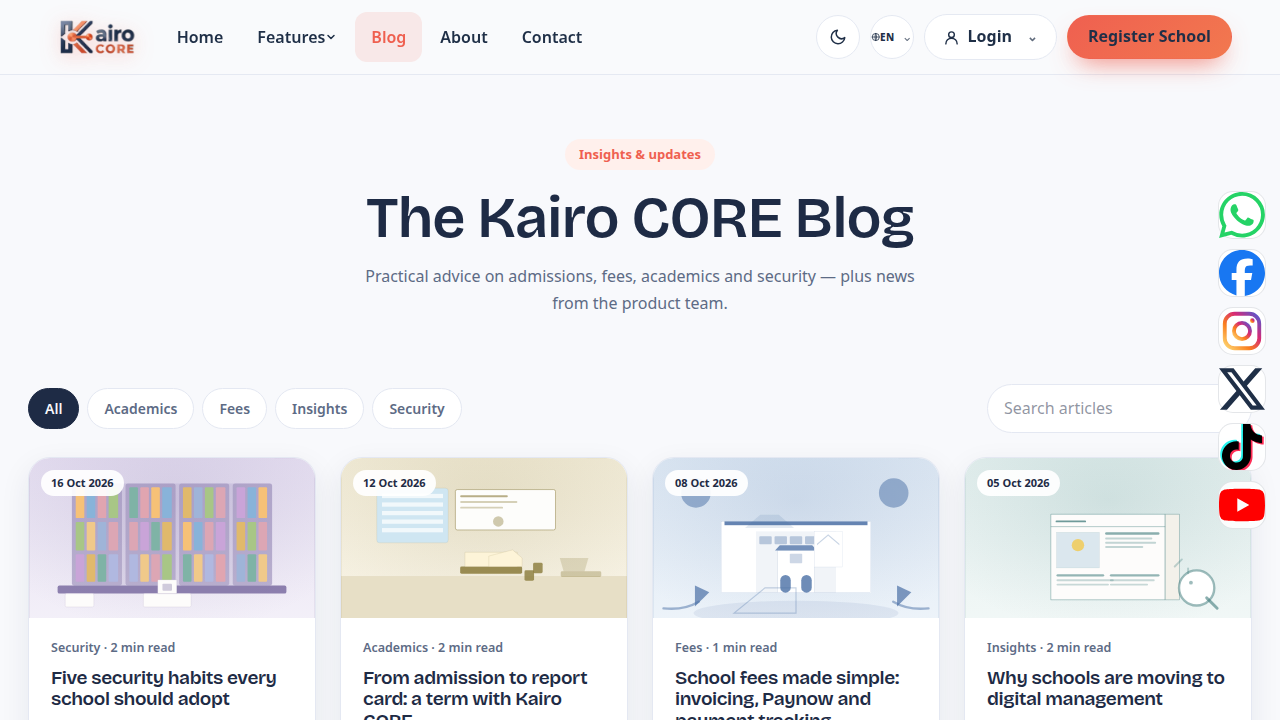 Kairo
CORE
Home
Features
Blog
About
Contact
EN
Login
Register School
Insights & updates
The Kairo CORE Blog
Practical advice on admissions, fees, academics and security — plus news
from the product team.
All
Academics
Fees
Insights
Security
Search articles
16 Oct 2026
12 Oct 2026
08 Oct 2026
05 Oct 2026
Security · 2 min read
Five security habits every
school should adopt
Academics · 2 min read
From admission to report
card: a term with Kairo
CORE
Fees · 1 min read
School fees made simple:
invoicing, Paynow and
payment tracking
Insights · 2 min read
Why schools are moving to
digital management